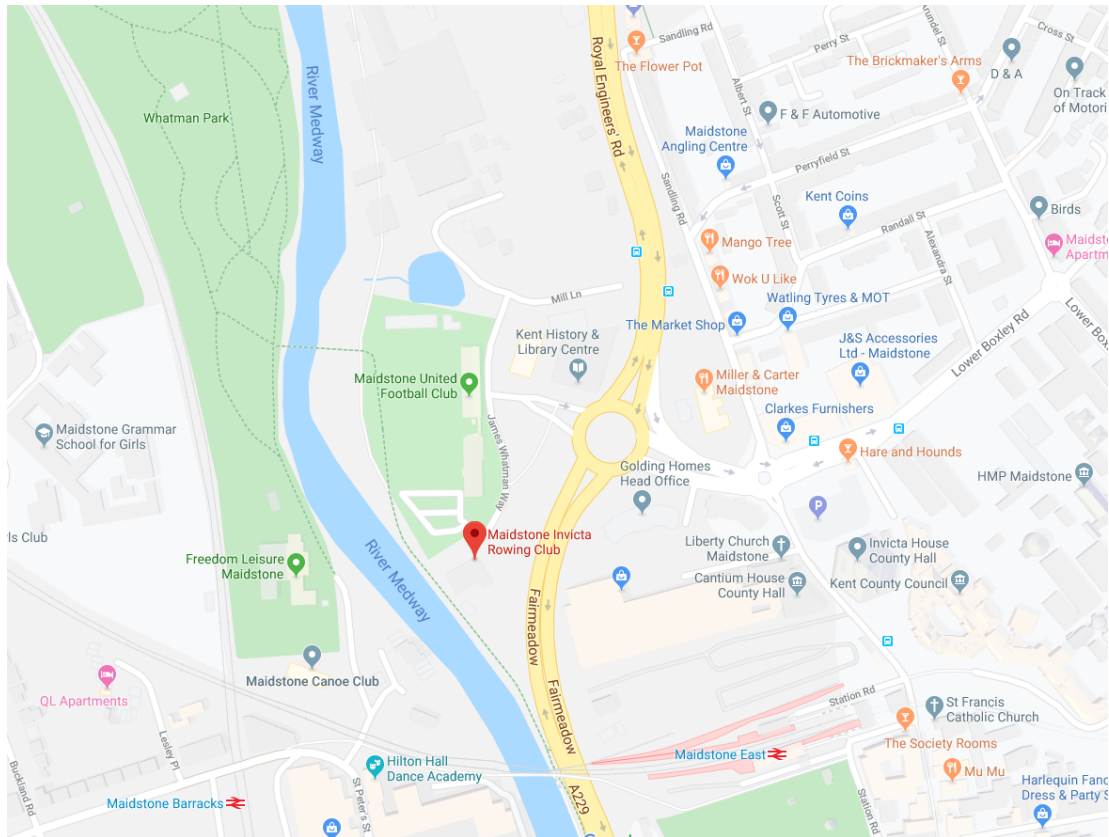 Sandling Rd
Perry St
Arundel St
Cross St
The Flower Pot
The Brickmaker's Arms
D & A
On Track
of Motori
River Medway
Royal Engineers' Rd
Albert St
Whatman Park
F & F Automotive
Maidstone
Angling Centre
Perryfield St
Sandling Rd
Scott St
Kent Coins
Randall St
Birds
Alexandra St
Maidst
Apartm
Mango Tree
Wok U Like
Mill Ln
Watling Tyres & MOT
Lower Boxley Rd
Lower Box
The Market Shop
Kent History &
Library Centre
J&S Accessories
Ltd - Maidstone
Maidstone United
Football Club
Miller & Carter
Maidstone
James Whatman Way
Clarkes Furnishers
Maidstone Grammar
School for Girls
Hare and Hounds
Golding Homes
Head Office
HMP Maidstone
P
rls Club
Maidstone Invicta
Rowing Club
Liberty Church
Maidstone
Invicta House
County Hall
Freedom Leisure
Maidstone
River Medway
Cantium House
County Hall
Kent County Council
Fairmeadow
Maidstone Canoe Club
QL Apartments
Fairmeadow
Station Rd
St Francis
Catholic Church
Lesley Pl
Maidstone East
The Society Rooms
Hilton Hall
Dance Academy
Mu Mu
Buckland Rd
Maidstone Barracks
St Peter's St
A229
Station Rd
Harlequin Fanc
Dress & Party S